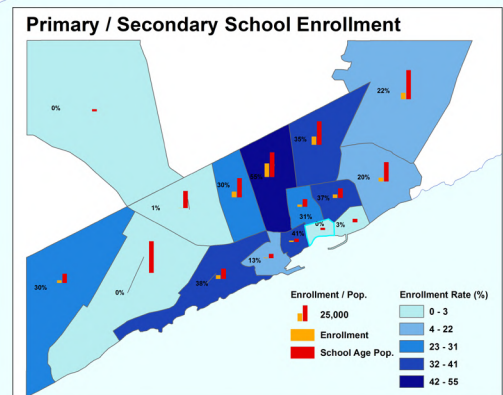 Primary / Secondary School Enrollment
0%
22%
35%
30%
20%
37%
1%
31%
0%
3%
41%
13%
30%
0%
38%
Enrollment / Pop.
25,000
Enrollment
School Age Pop.
Enrollment Rate (%)
0 - 3
4 - 22
23 - 31
32 - 41
42 - 55